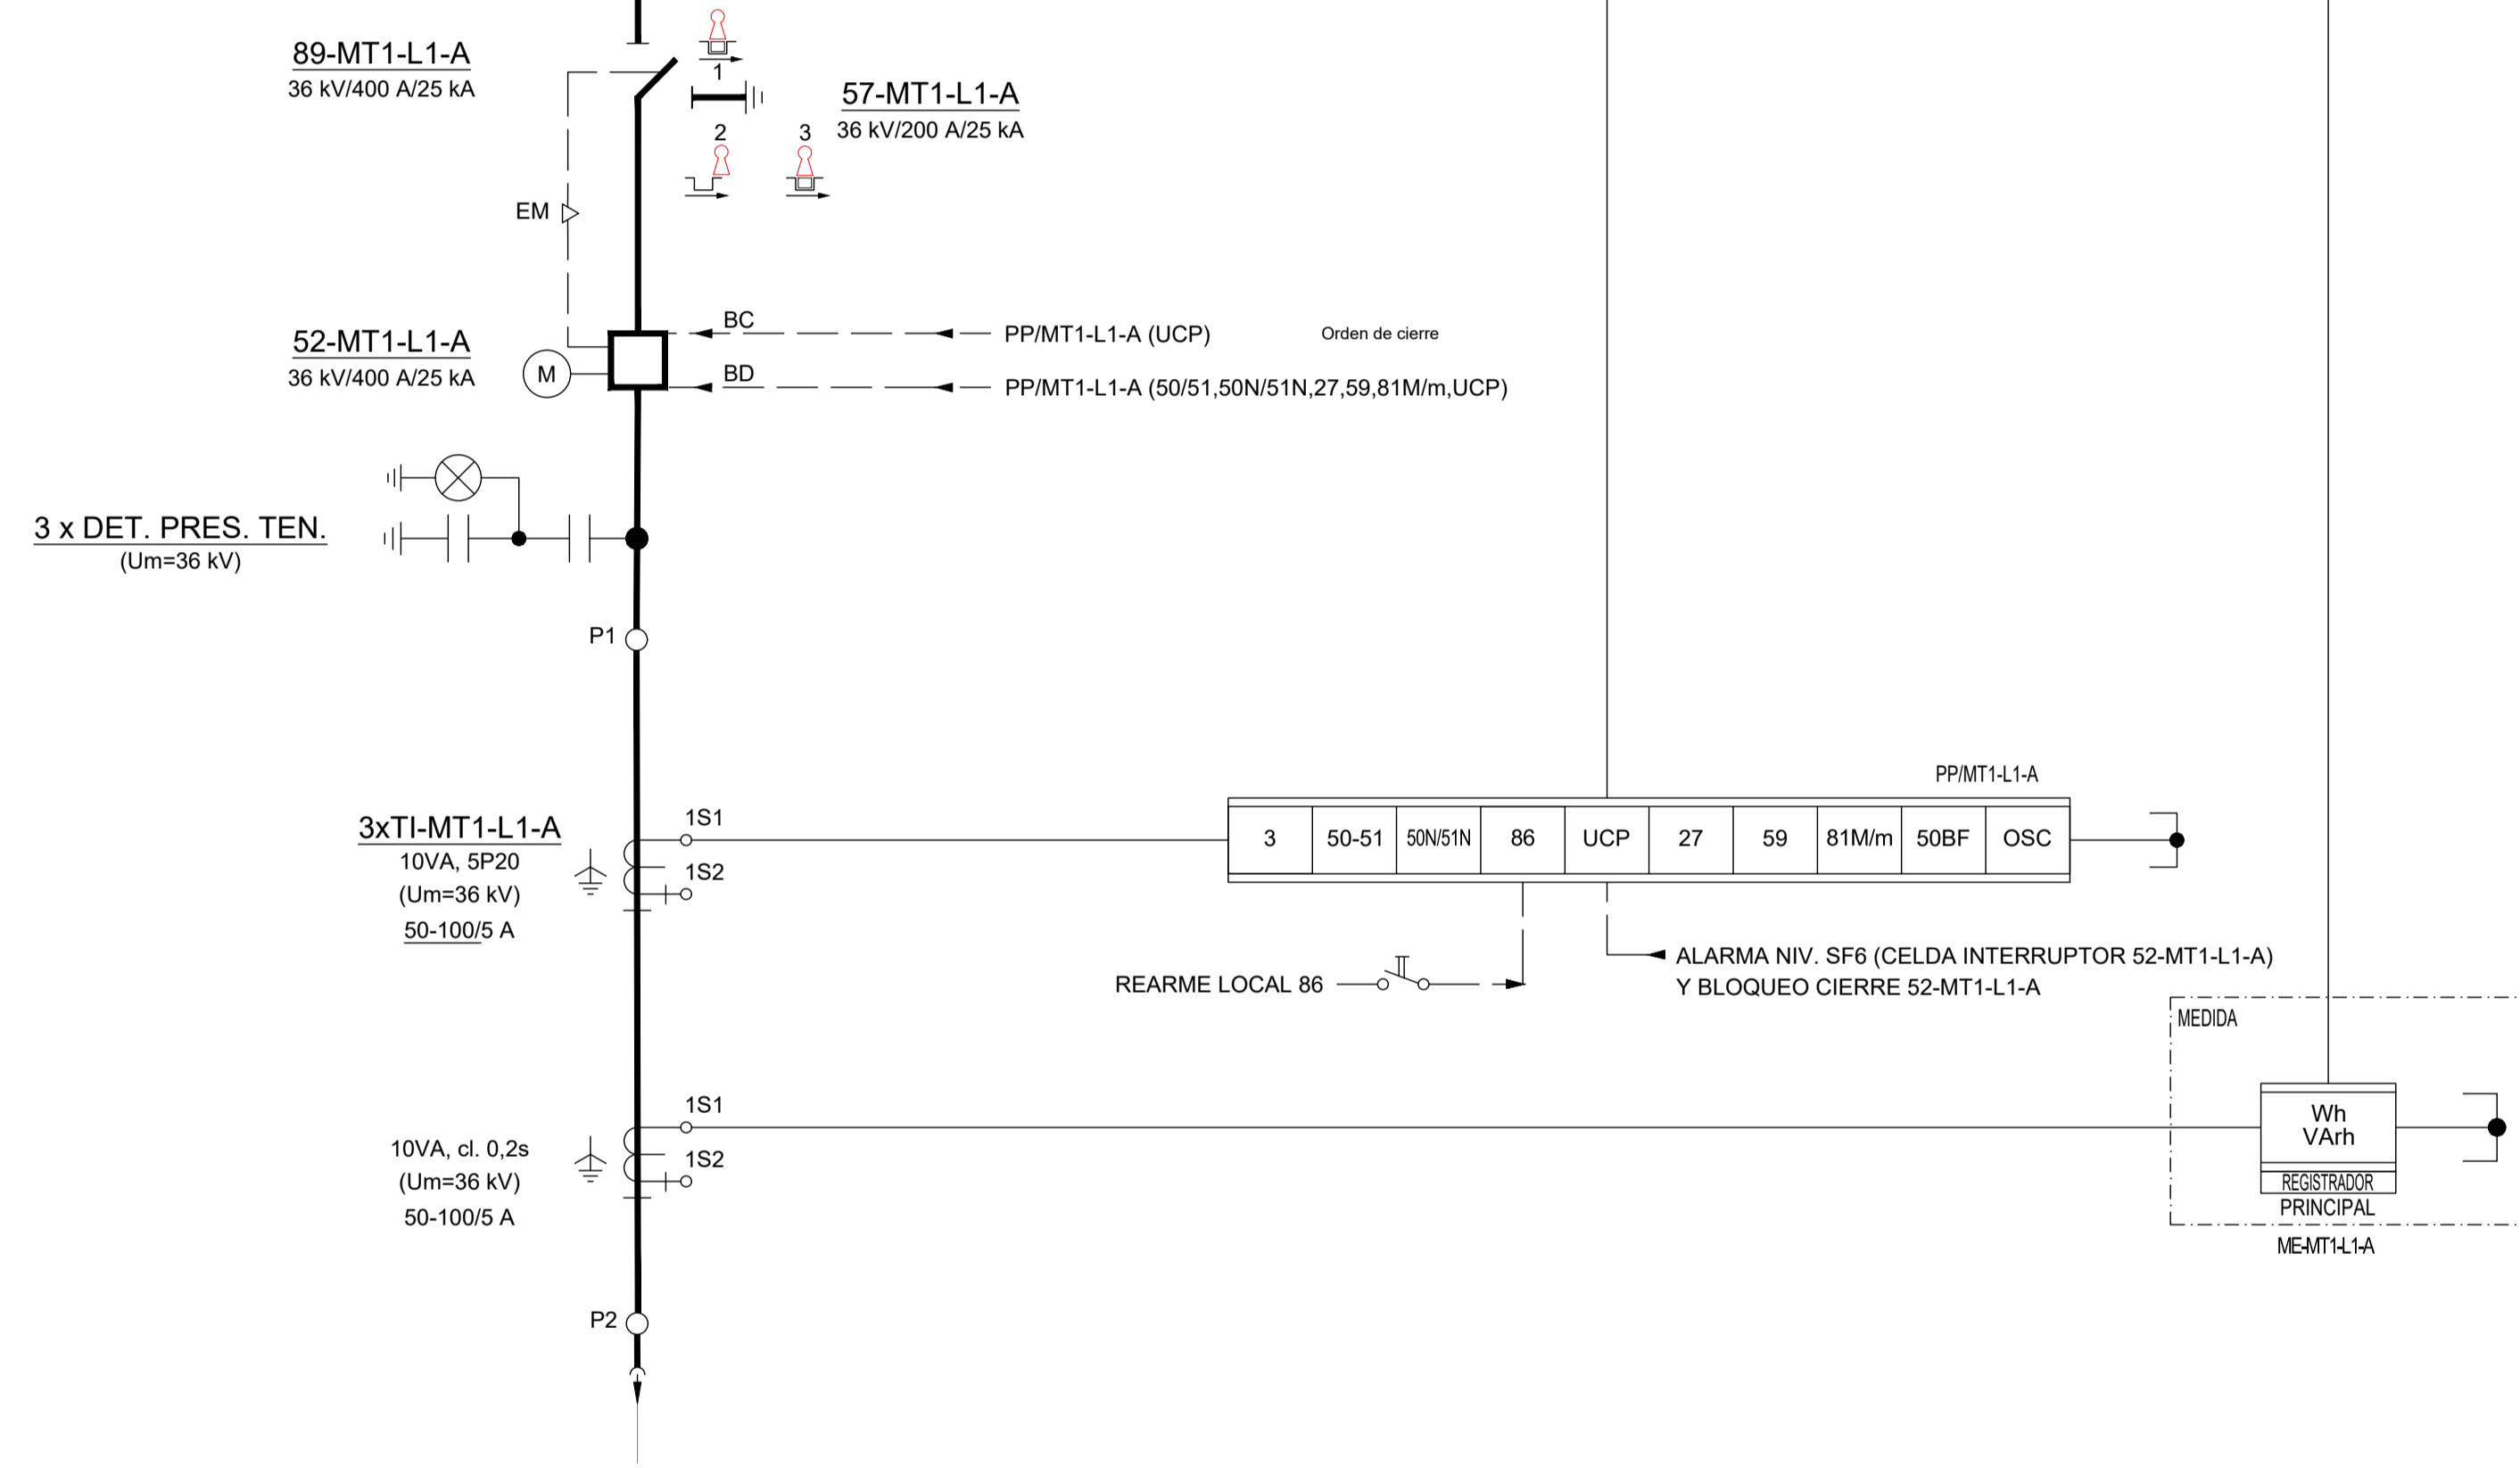 89-MT1-L1-A
36 kV/400 A/25 kA
1
57-MT1-L1-A
36 kV/200 A/25 kA
2
3
EM
52-MT1-L1-A
36 kV/400 A/25 kA
M
BC
PP/MT1-L1-A (UCP)
Orden de cierre
BD
PP/MT1-L1-A (50/51,50N/51N,27,59,81M/m,UCP)
3 x DET. PRES. TEN.
(Um=36 kV)
P1
PP/MT1-L1-A
3xTI-MT1-L1-A
10VA, 5P20
(Um=36 kV)
50-100/5 A
1S1
1S2
3
50-51
50N/51N
86
UCP
27
59
81M/m
50BF
OSC
REARME LOCAL 86
ALARMA NIV. SF6 (CELDA INTERRUPTOR 52-MT1-L1-A)
Y BLOQUEO CIERRE 52-MT1-L1-A
MEDIDA
10VA, cl. 0,2s
(Um=36 kV)
50-100/5 A
1S1
1S2
Wh
VArh
REGISTRADOR
PRINCIPAL
ME-MT1-L1-A
P2